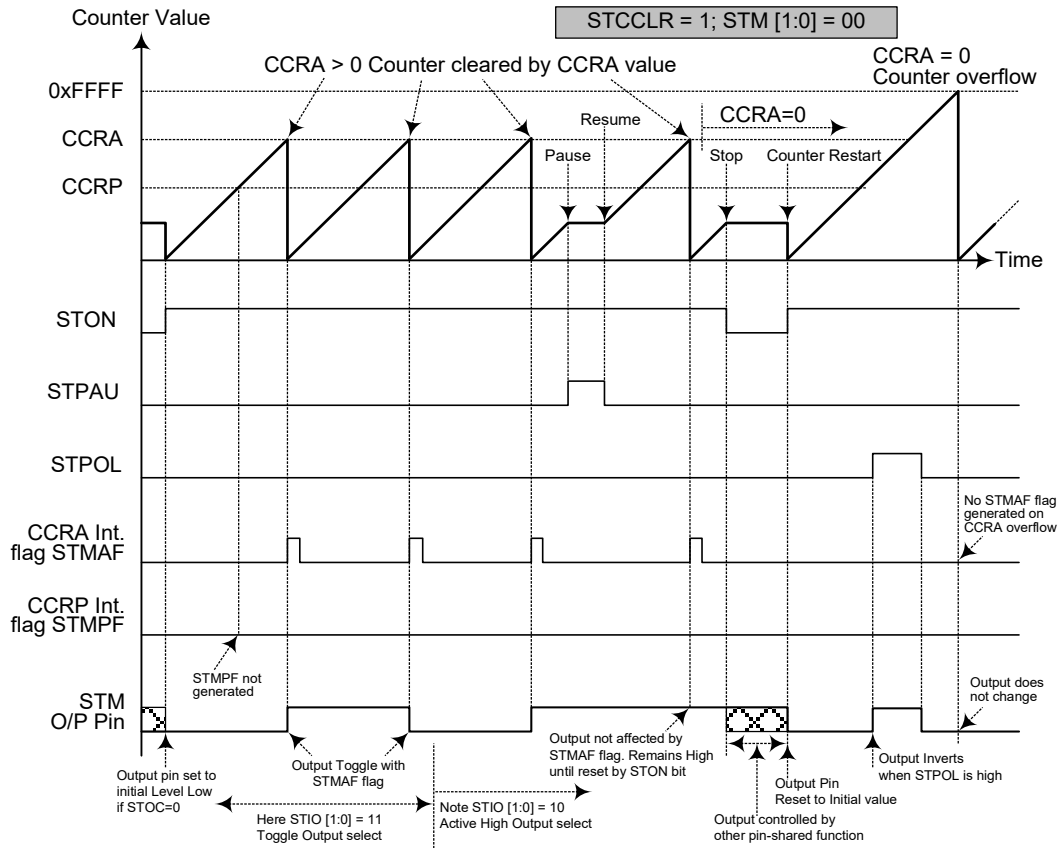 Counter Value
STCCLR = 1; STM [1:0] = 00
CCRA > 0 Counter cleared by CCRA value
CCRA = 0
Counter overflow
0xFFFF
CCRA
CCRP
Resume
CCRA=0
Pause
Stop
Counter Restart
Time
STON
STPAU
STPOL
No STMAF flag
generated on
CCRA overflow
CCRA Int.
flag STMAF
CCRP Int.
flag STMPF
STMPF not
generated
STM
O/P Pin
Output does
not change
Output pin set to
initial Level Low
if STOC=0
Output Toggle with
STMAF flag
Here STIO [1:0] = 11
Toggle Output select
Note STIO [1:0] = 10
Active High Output select
Output not affected by
STMAF flag. Remains High
until reset by STON bit
Output controlled by
other pin-shared function
Output Pin
Reset to Initial value
Output Inverts
when STPOL is high